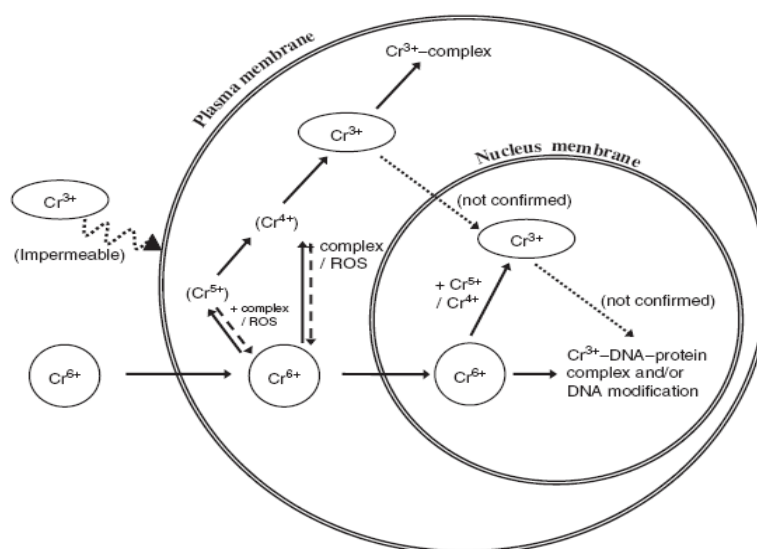 Plasma membrane
Cr³⁺–complex
Cr³⁺
Nucleus membrane
Cr³⁺
(Impermeable)
(Cr⁴⁺)
(not confirmed)
+ complex
/ ROS
Cr³⁺
(Cr⁵⁺)
+ complex
/ ROS
+ Cr⁵⁺
/ Cr⁴⁺
(not confirmed)
Cr⁶⁺
Cr⁶⁺
Cr⁶⁺
Cr³⁺–DNA–protein
complex and/or
DNA modification